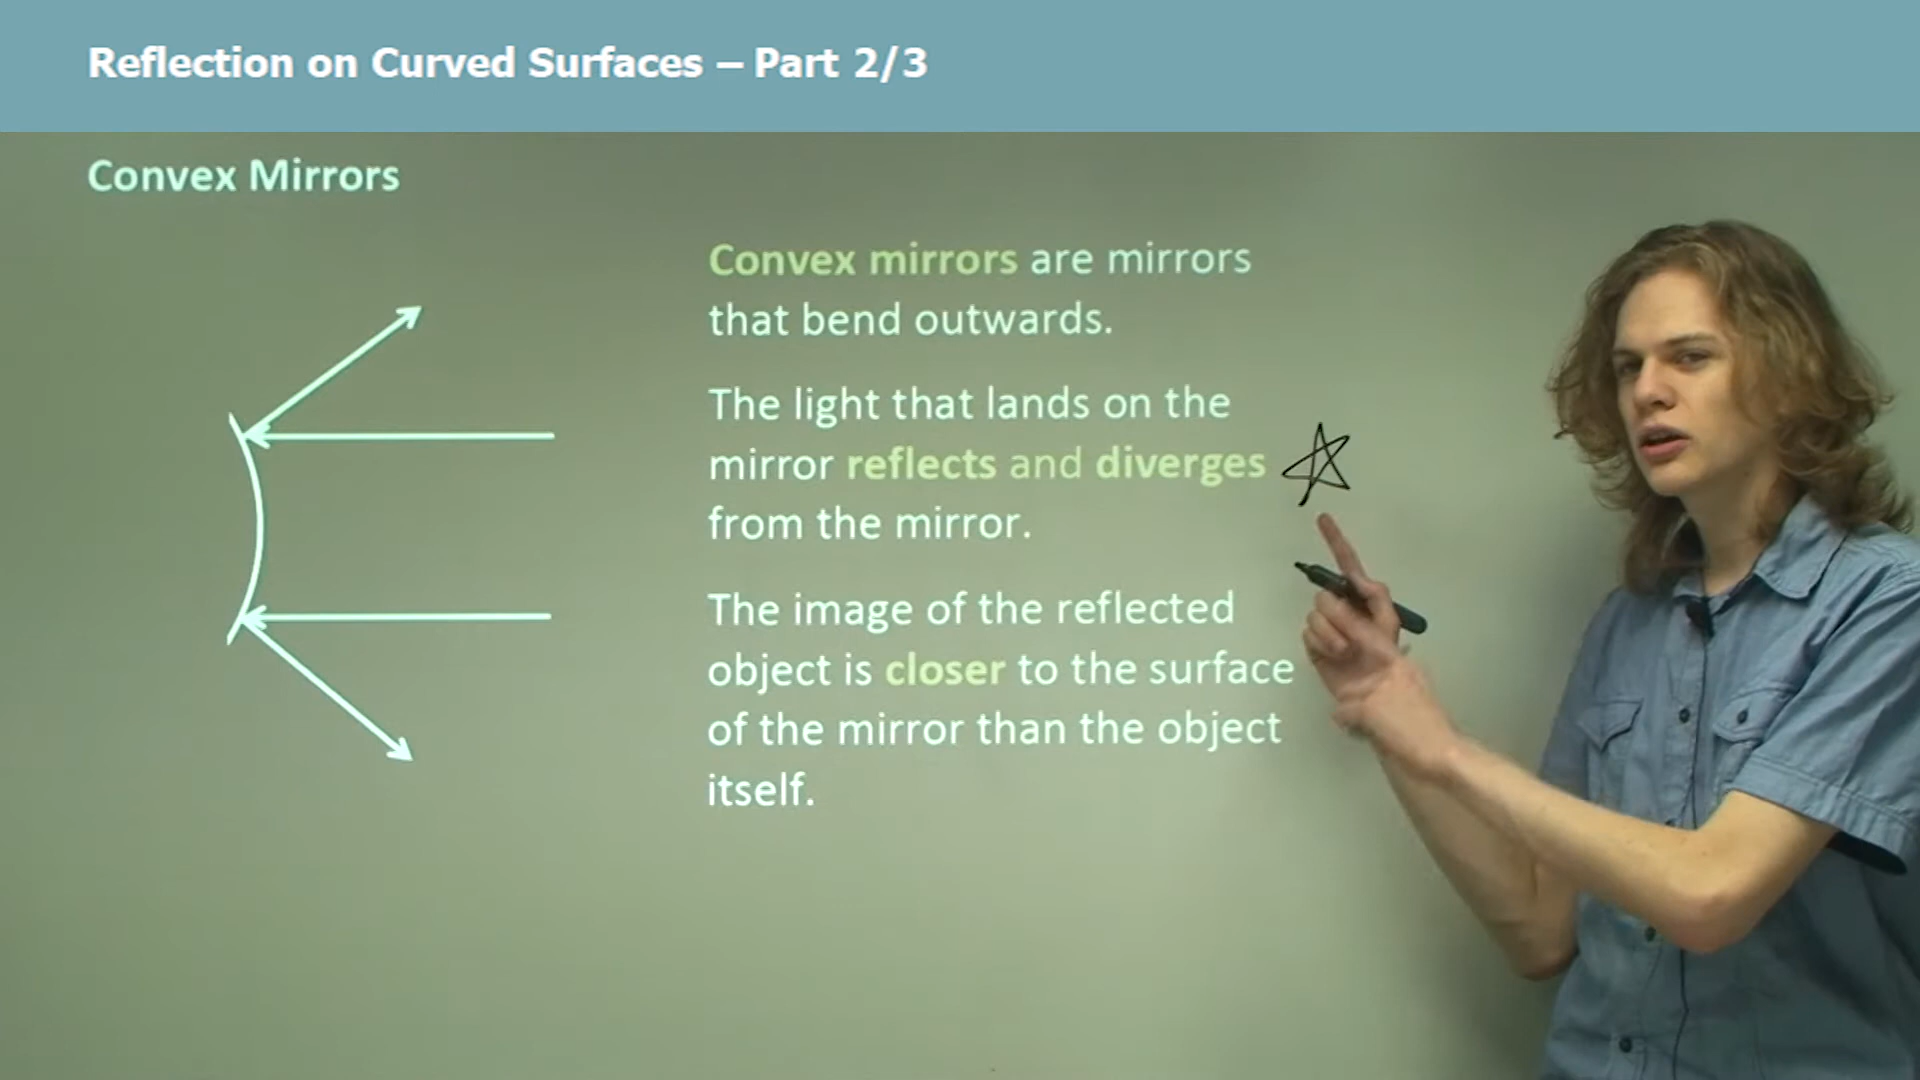 Reflection on Curved Surfaces – Part 2/3
Convex Mirrors
Convex mirrors are mirrors
that bend outwards.
The light that lands on the
mirror reflects and diverges
from the mirror.
The image of the reflected
object is closer to the surface
of the mirror than the object
itself.